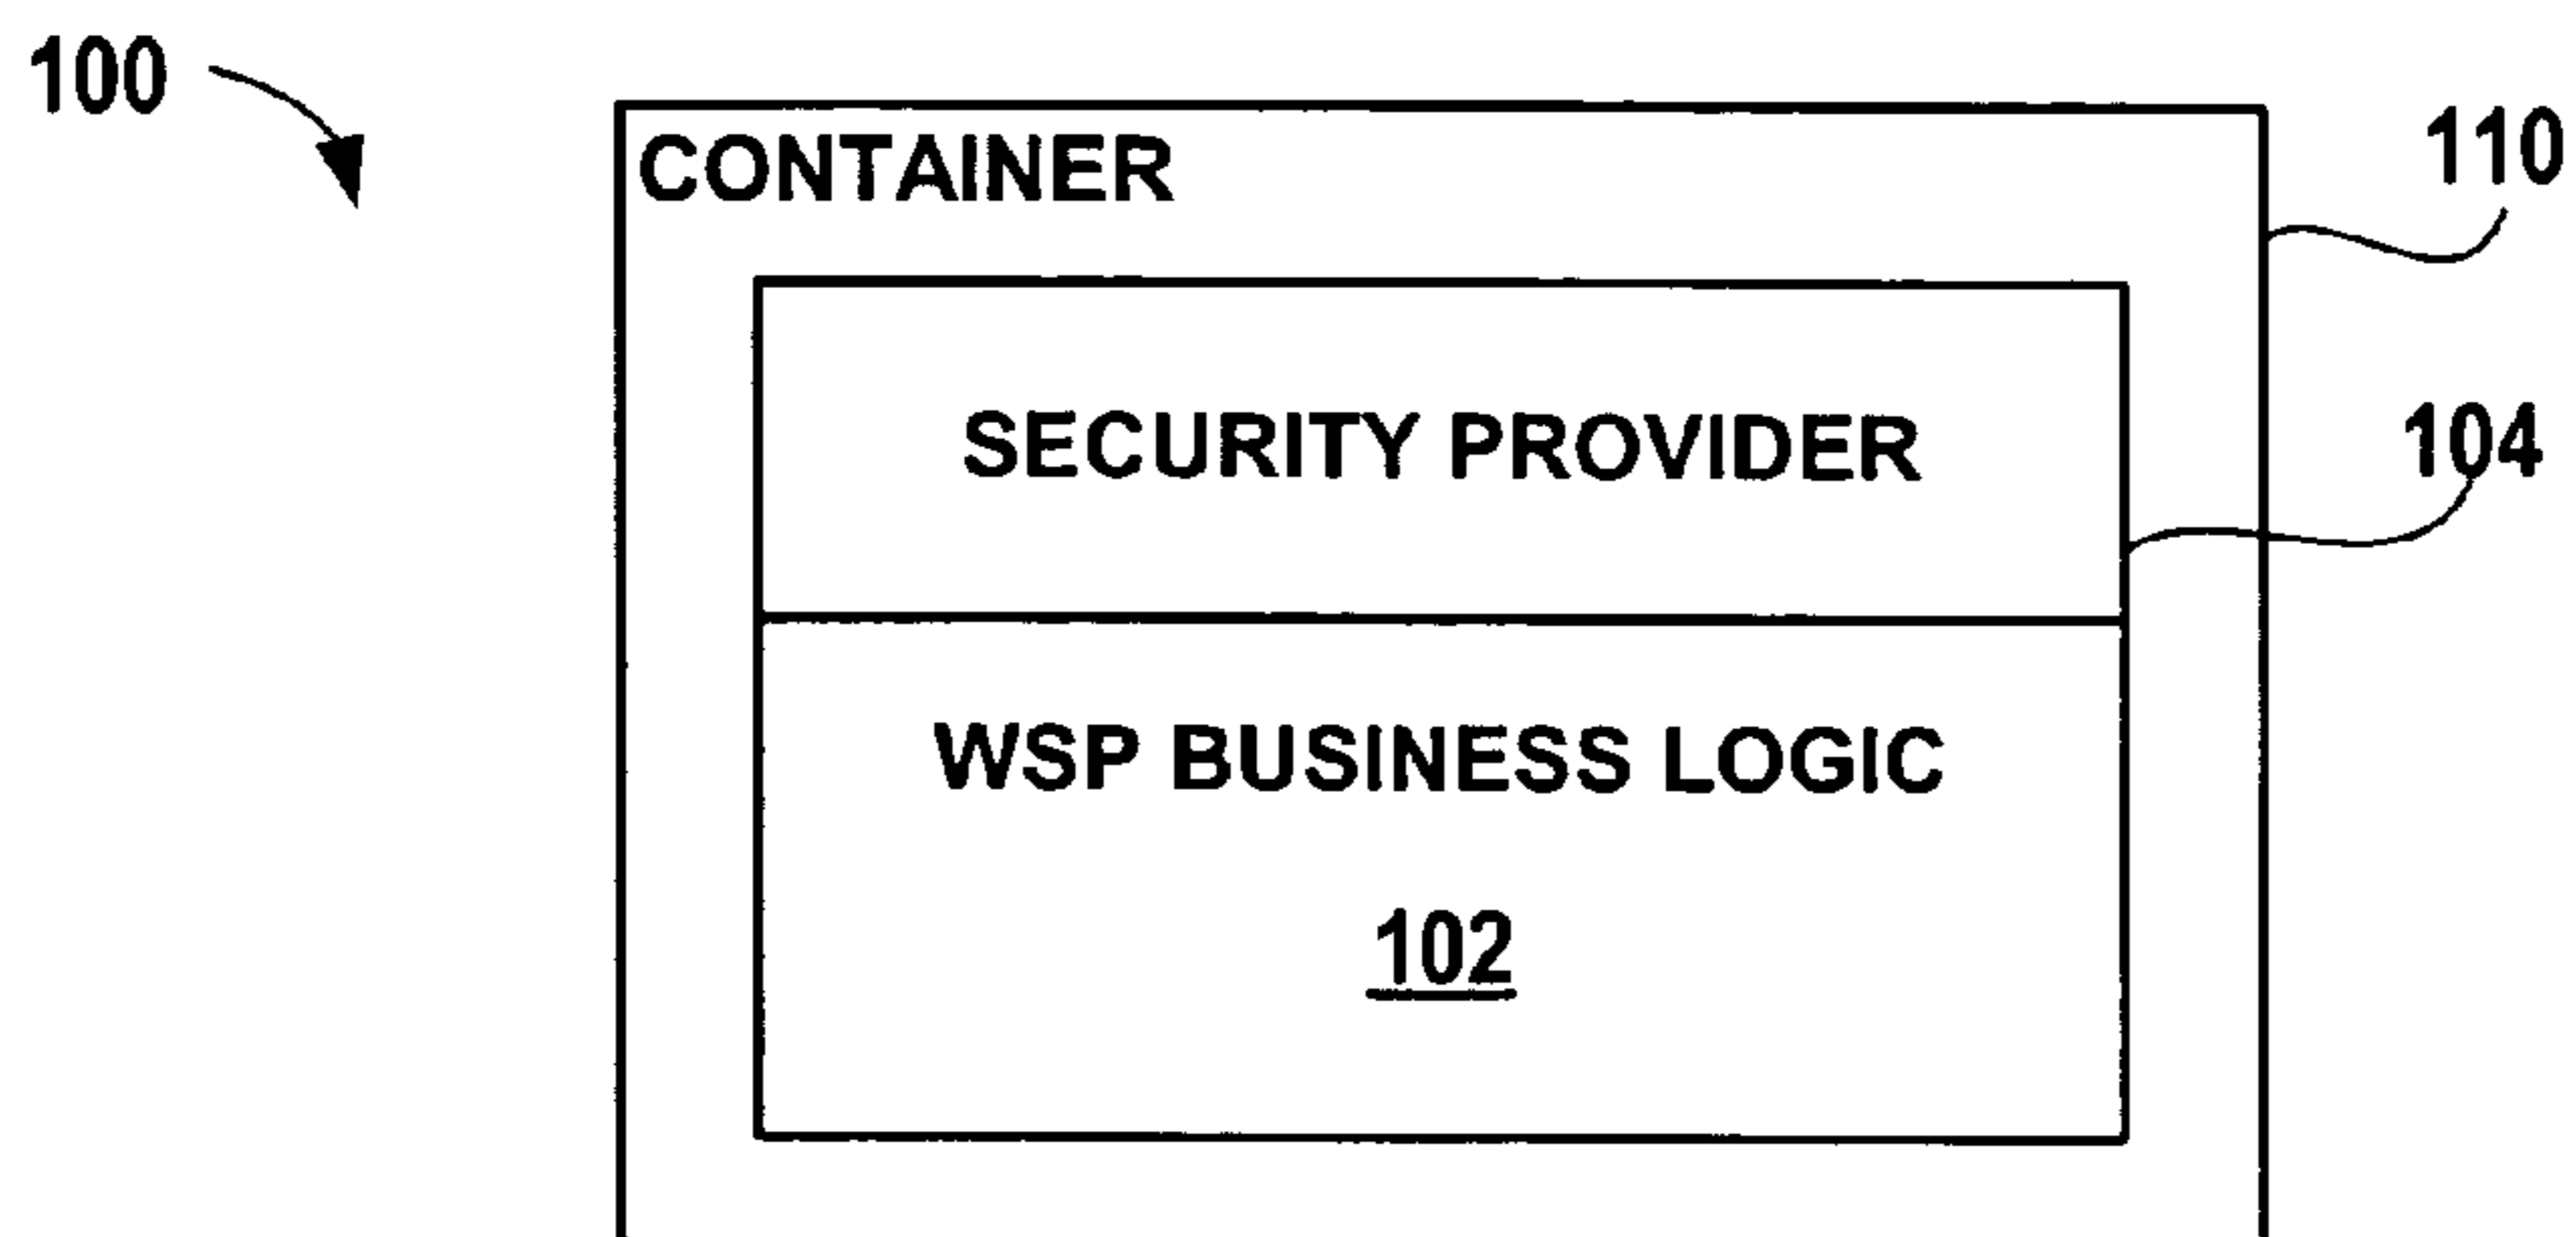 100
CONTAINER
110
SECURITY PROVIDER
104
WSP BUSINESS LOGIC
102